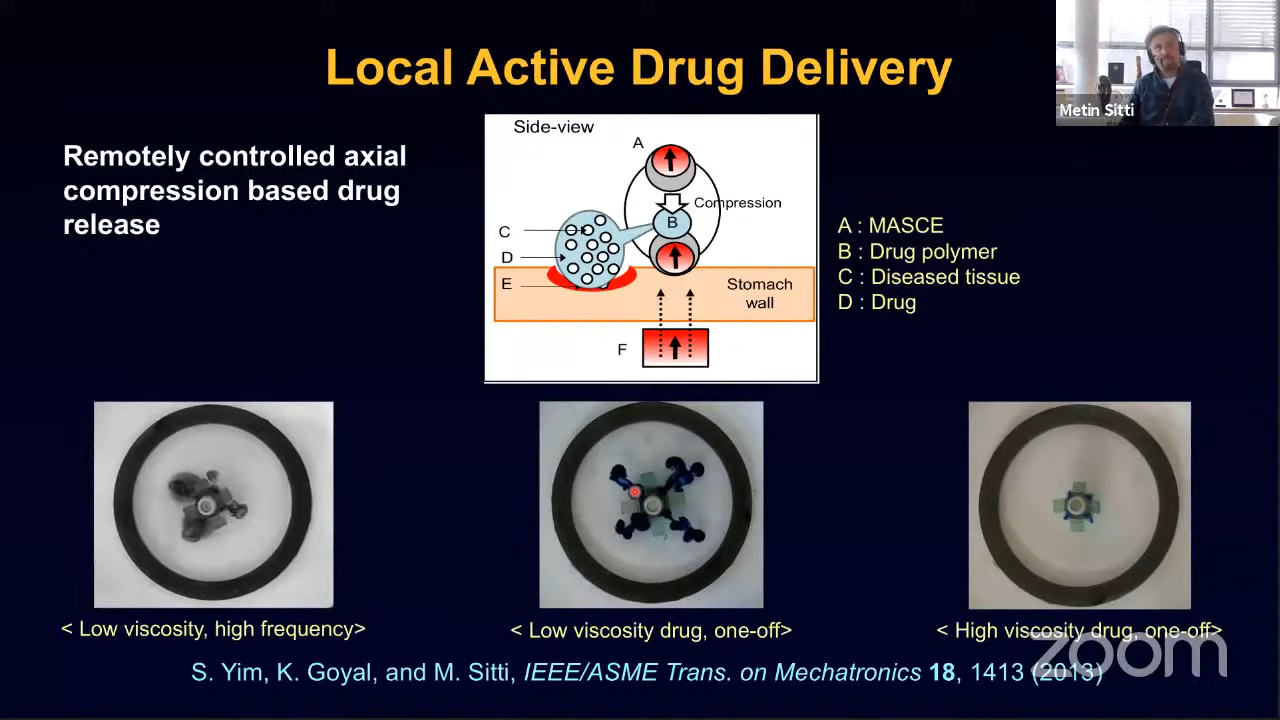 Local Active Drug Delivery
Metin Sitti
Remotely controlled axial
compression based drug
release
Side-view
A
Compression
B
C
D
E
Stomach
wall
F
A : MASCE
B : Drug polymer
C : Diseased tissue
D : Drug
< Low viscosity, high frequency>
< Low viscosity drug, one-off>
< High viscosity drug, one-off>
zoom
S. Yim, K. Goyal, and M. Sitti, IEEE/ASME Trans. on Mechatronics 18, 1413 (2013)